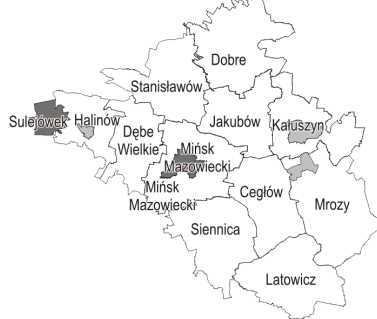 Dobre
Stanisławów
Sulejówek
Halinów
Dębe
Wielkie
Jakubów
Kałuszyn
Mińsk
Mazowiecki
Mińsk
Mazowiecki
Cegłów
Mrozy
Siennica
Latowicz